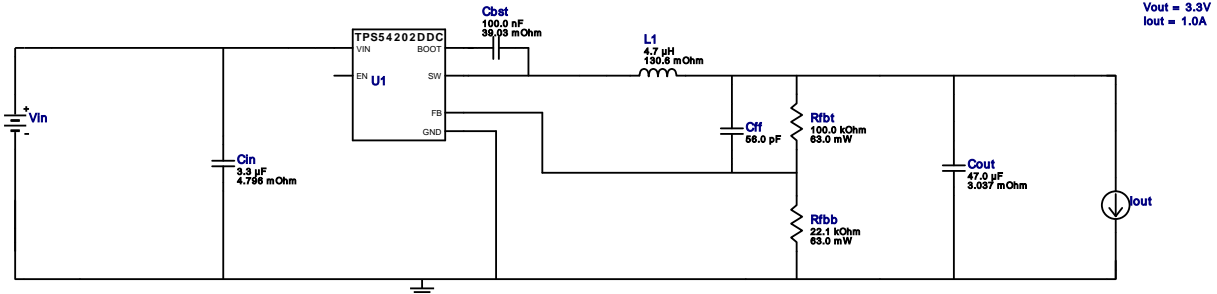 Vout = 3.3V
Iout = 1.0A
Cbst
100.0 nF
39.03 mOhm
TPS54202DDC
VIN
BOOT
EN
U1
SW
FB
GND
L1
4.7 µH
130.6 mOhm
+
Vin
-
Cin
3.3 µF
4.796 mOhm
Cff
56.0 pF
Rfbt
100.0 kOhm
63.0 mW
Cout
47.0 µF
3.037 mOhm
Iout
Rfbb
22.1 kOhm
63.0 mW